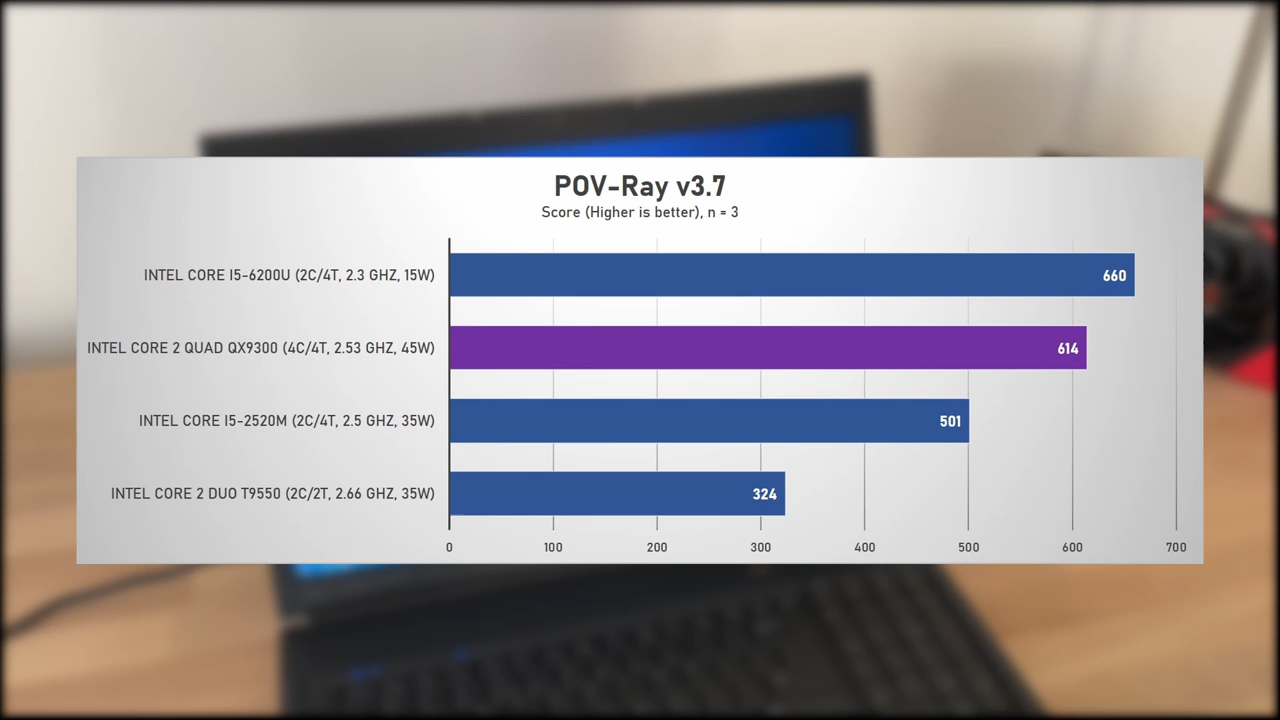 POV-Ray v3.7
Score (Higher is better), n = 3
INTEL CORE I5-6200U (2C/4T, 2.3 GHZ, 15W)
660
INTEL CORE 2 QUAD QX9300 (4C/4T, 2.53 GHZ, 45W)
614
INTEL CORE I5-2520M (2C/4T, 2.5 GHZ, 35W)
501
INTEL CORE 2 DUO T9550 (2C/2T, 2.66 GHZ, 35W)
324
0 100 200 300 400 500 600 700